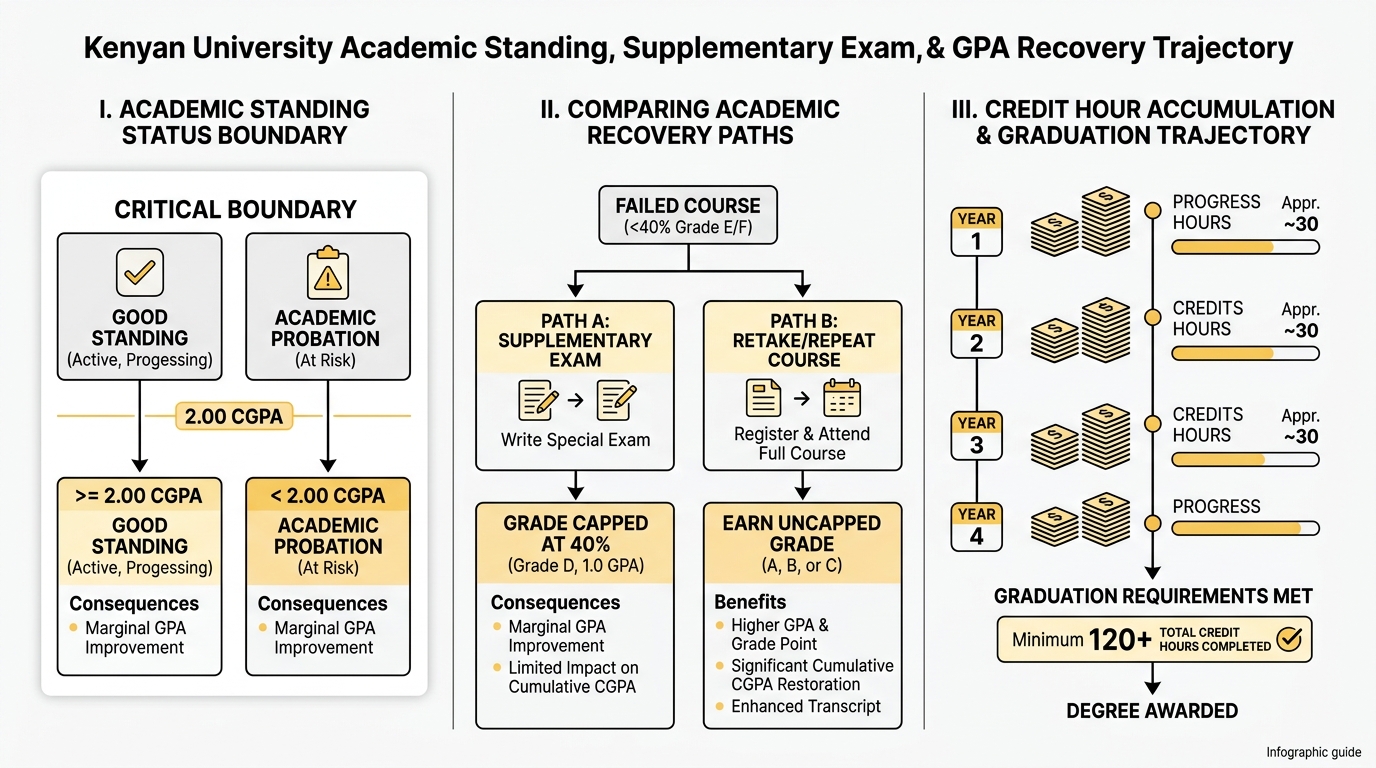 Kenyan University Academic Standing, Supplementary Exam, & GPA Recovery Trajectory
I. ACADEMIC STANDING
STATUS BOUNDARY
CRITICAL BOUNDARY
GOOD
STANDING
(Active, Progessing)
ACADEMIC
PROBATION
(At Risk)
2.00 CGPA
>= 2.00 CGPA
GOOD
STANDING
(Active, Progessing)
Consequences
Marginal GPA
Improvement
< 2.00 CGPA
ACADEMIC
PROBATION
(At Risk)
Consequences
Marginal GPA
Improvement
II. COMPARING ACADEMIC
RECOVERY PATHS
FAILED COURSE
(<40% Grade E/F)
PATH A:
SUPPLEMENTARY
EXAM
Write Special Exam
GRADE CAPPED
AT 40%
(Grade D, 1.0 GPA)
Consequences
Marginal GPA
Improvement
Limited Impact on
Cumulative CGPA
PATH B:
RETAKE/REPEAT
COURSE
Register & Attend
Full Course
EARN UNCAPPED
GRADE
(A, B, or C)
Benefits
Higher GPA &
Grade Point
Significant Cumulative
CGPA Restoration
Enhanced Transcript
III. CREDIT HOUR ACCUMULATION
& GRADUATION TRAJECTORY
YEAR
1
$ $
PROGRESS
HOURS
Appr.
~30
YEAR
2
$ $
CREDITS
HOURS
Appr.
~30
YEAR
3
$ $
CREDITS
HOURS
Appr.
~30
YEAR
4
$ $
PROGRESS
GRADUATION REQUIREMENTS MET
Minimum 120+ TOTAL CREDIT
HOURS COMPLETED
DEGREE AWARDED
Infographic guide